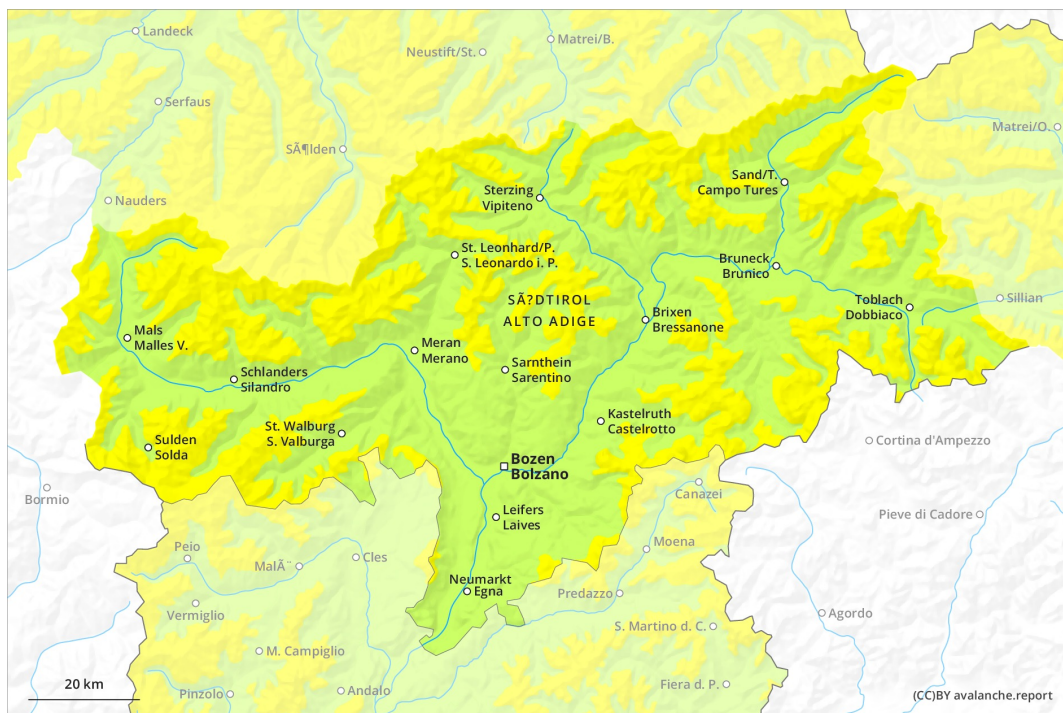 Landeck
Matrei/B.
Neustift/St.
Serfaus
Matrei/O.
SÃ¶lden
Sand/T.
Campo Tures
Sterzing
Vipiteno
Nauders
St. Leonhard/P.
S. Leonardo i. P.
Bruneck
Brunico
SÃ?DTIROL
ALTO ADIGE
Toblach
Dobbiaco
Sillian
Brixen
Bressanone
Mals
Malles V.
Meran
Merano
Sarnthein
Sarentino
Schlanders
Silandro
Kastelruth
Castelrotto
St. Walburg
S. Valburga
Sulden
Solda
Cortina d'Ampezzo
Bozen
Bolzano
Bormio
Canazei
Leifers
Laives
Pieve di Cadore
Moena
Peio
Cles
MalÃ¨
Neumarkt
Egna
Predazzo
Vermiglio
Agordo
S. Martino d. C.
M. Campiglio
20 km
Pinzolo
Andalo
Fiera d. P.
(CC)BY avalanche.report